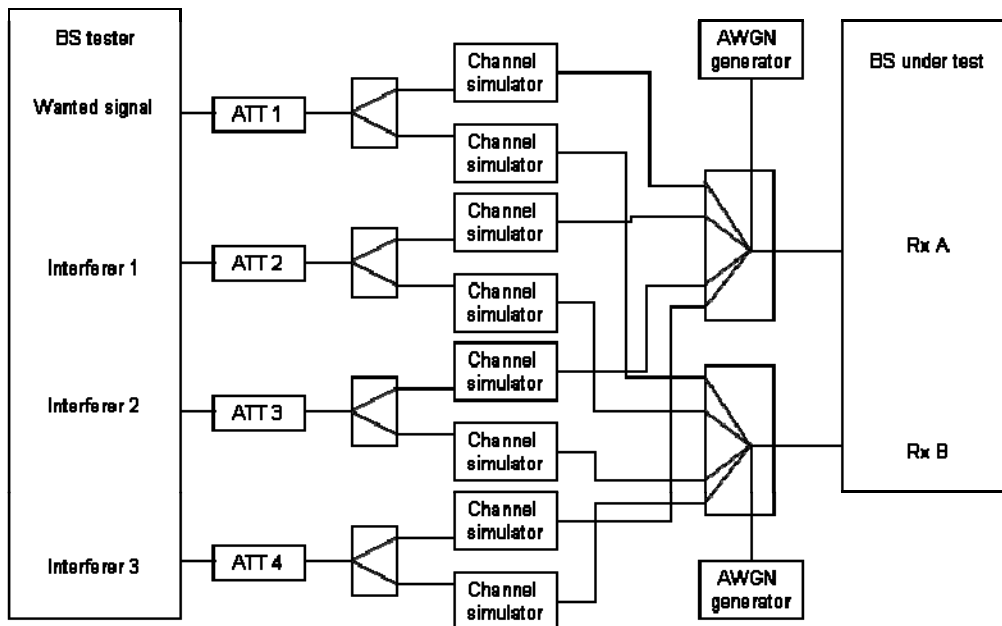 BS tester
Wanted signal
Interferer 1
Interferer 2
Interferer 3
ATT 1
ATT 2
ATT 3
ATT 4
Channel
simulator
Channel
simulator
Channel
simulator
Channel
simulator
Channel
simulator
Channel
simulator
Channel
simulator
Channel
simulator
AWGN
generator
AWGN
generator
BS under test
Rx A
Rx B